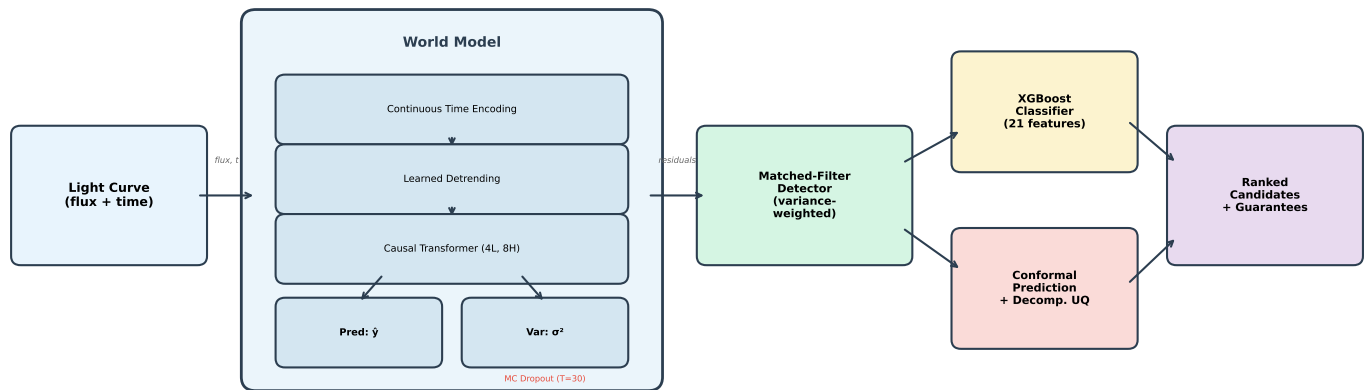 Light Curve
(flux + time)
flux, t
World Model
Continuous Time Encoding
Learned Detrending
Causal Transformer (4L, 8H)
Pred: ŷ
Var: σ²
MC Dropout (T=30)
residuals
Matched-Filter
Detector
(variance-
weighted)
XGBoost
Classifier
(21 features)
Conformal
Prediction
+ Decomp. UQ
Ranked
Candidates
+ Guarantees